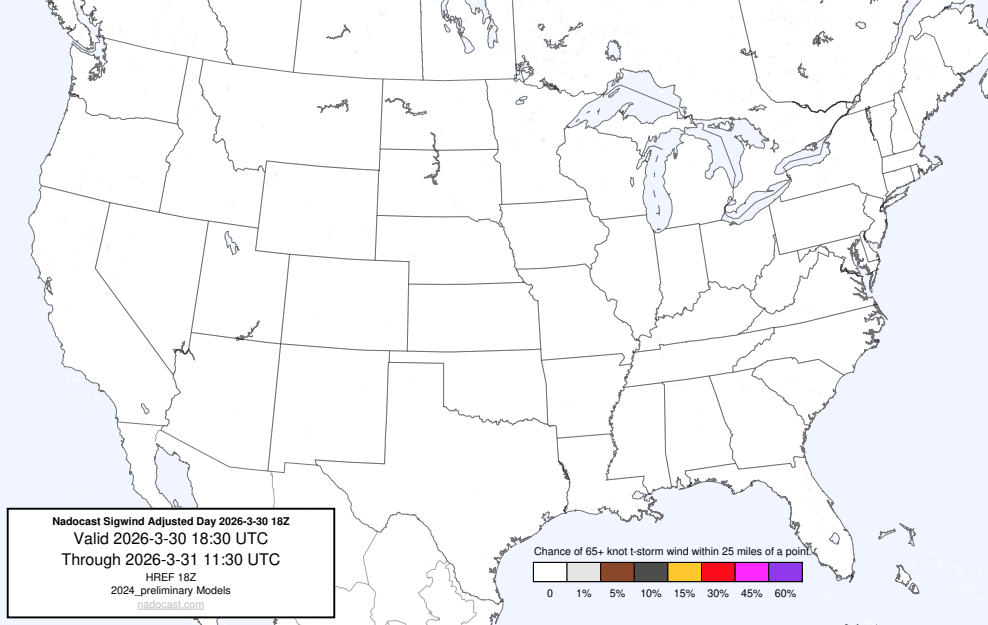 Nadocast Sigwind Adjusted Day 2026-3-30 18Z
Valid 2026-3-30 18:30 UTC
Through 2026-3-31 11:30 UTC
HREF 18Z
2024_preliminary Models
nadocast.com
Chance of 65+ knot t-storm wind within 25 miles of a point.
0 1% 5% 10% 15% 30% 45% 60%